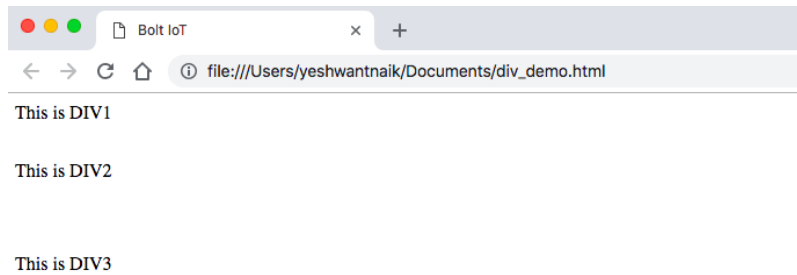 Bolt IoT
file:///Users/yeshwantnaik/Documents/div_demo.html
This is DIV1
This is DIV2
This is DIV3